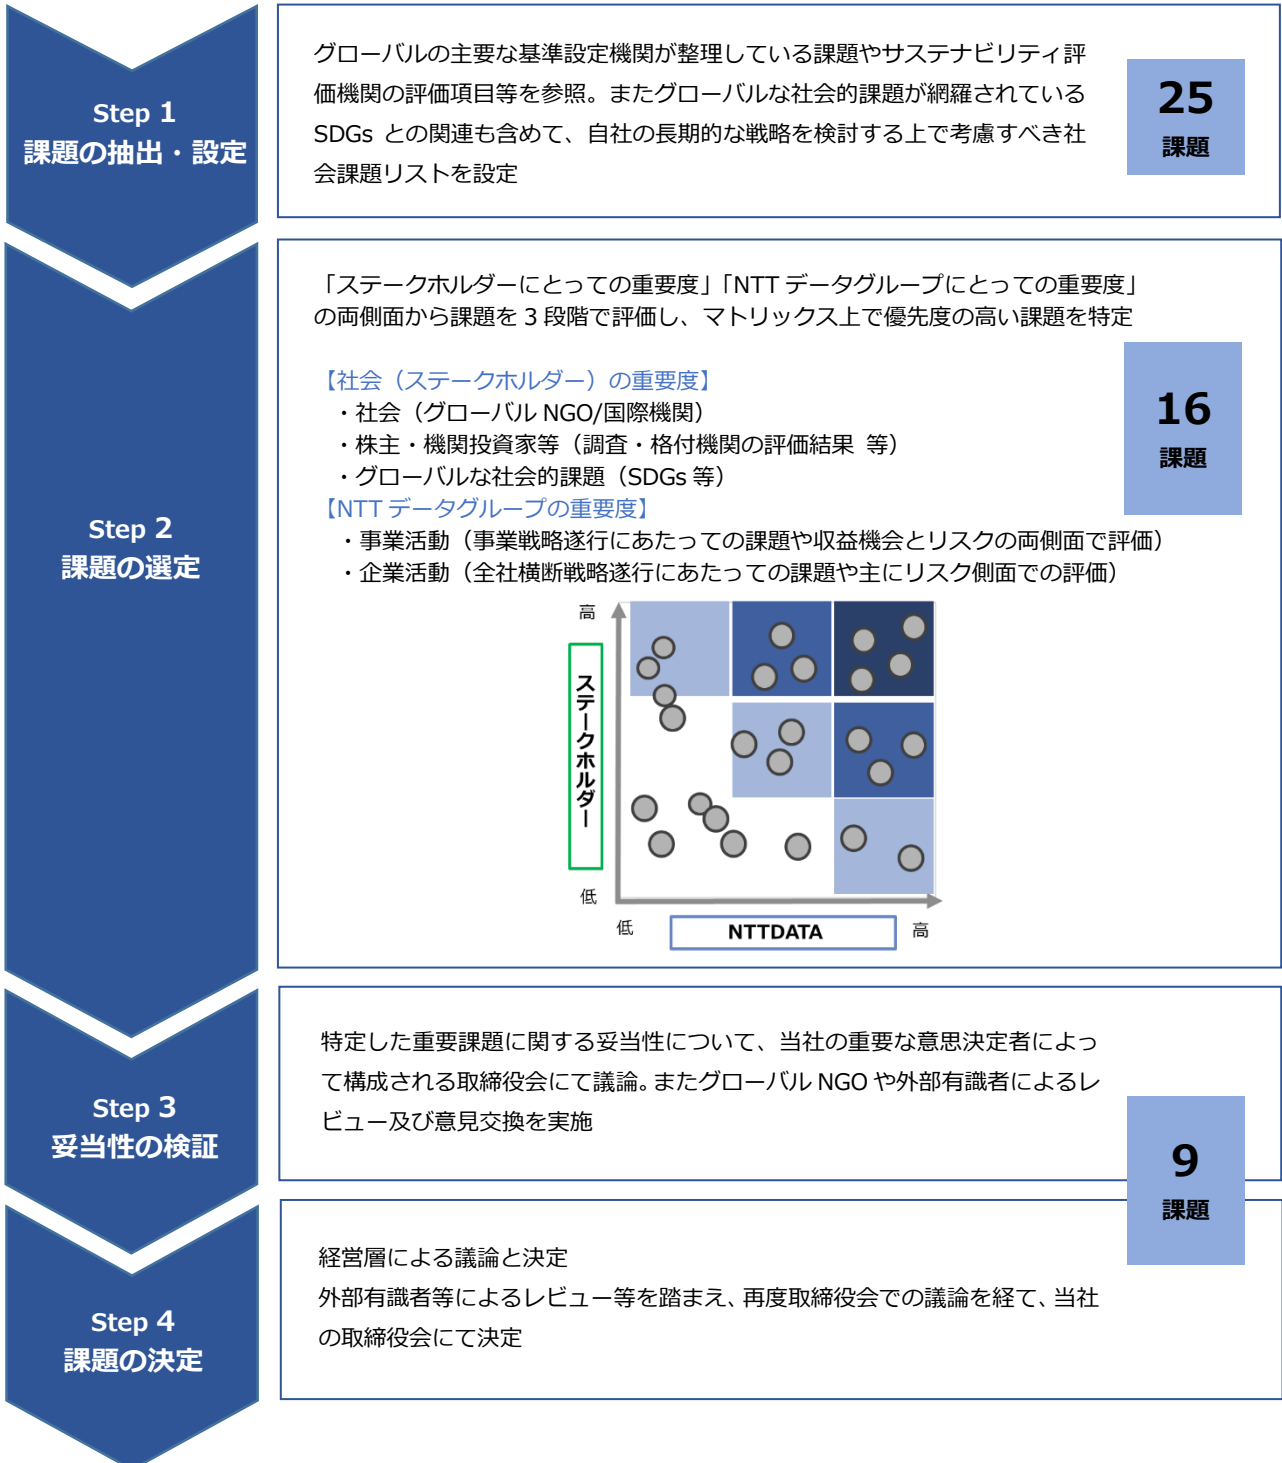 Step 1
課題の抽出・設定
グローバルの主要な基準設定機関が整理している課題やサステナビリティ評
価機関の評価項目等を参照。またグローバルな社会的課題が網羅されている
SDGs との関連も含めて、自社の長期的な戦略を検討する上で考慮すべき社
会課題リストを設定
25
課題
Step 2
課題の選定
「ステークホルダーにとっての重要度」「NTT データグループにとっての重要度」
の両側面から課題を 3 段階で評価し、マトリックス上で優先度の高い課題を特定
【社会（ステークホルダー）の重要度】
・社会（グローバル NGO/国際機関）
・株主・機関投資家等（調査・格付機関の評価結果 等）
・グローバルな社会的課題（SDGs 等）
【NTT データグループの重要度】
・事業活動（事業戦略遂行にあたっての課題や収益機会とリスクの両側面で評価）
・企業活動（全社横断戦略遂行にあたっての課題や主にリスク側面での評価）
16
課題
高
ステークホルダー
低
低
NTTDATA
高
Step 3
妥当性の検証
特定した重要課題に関する妥当性について、当社の重要な意思決定者によっ
て構成される取締役会にて議論。またグローバル NGO や外部有識者によるレ
ビュー及び意見交換を実施
9
課題
Step 4
課題の決定
経営層による議論と決定
外部有識者等によるレビュー等を踏まえ、再度取締役会での議論を経て、当社
の取締役会にて決定